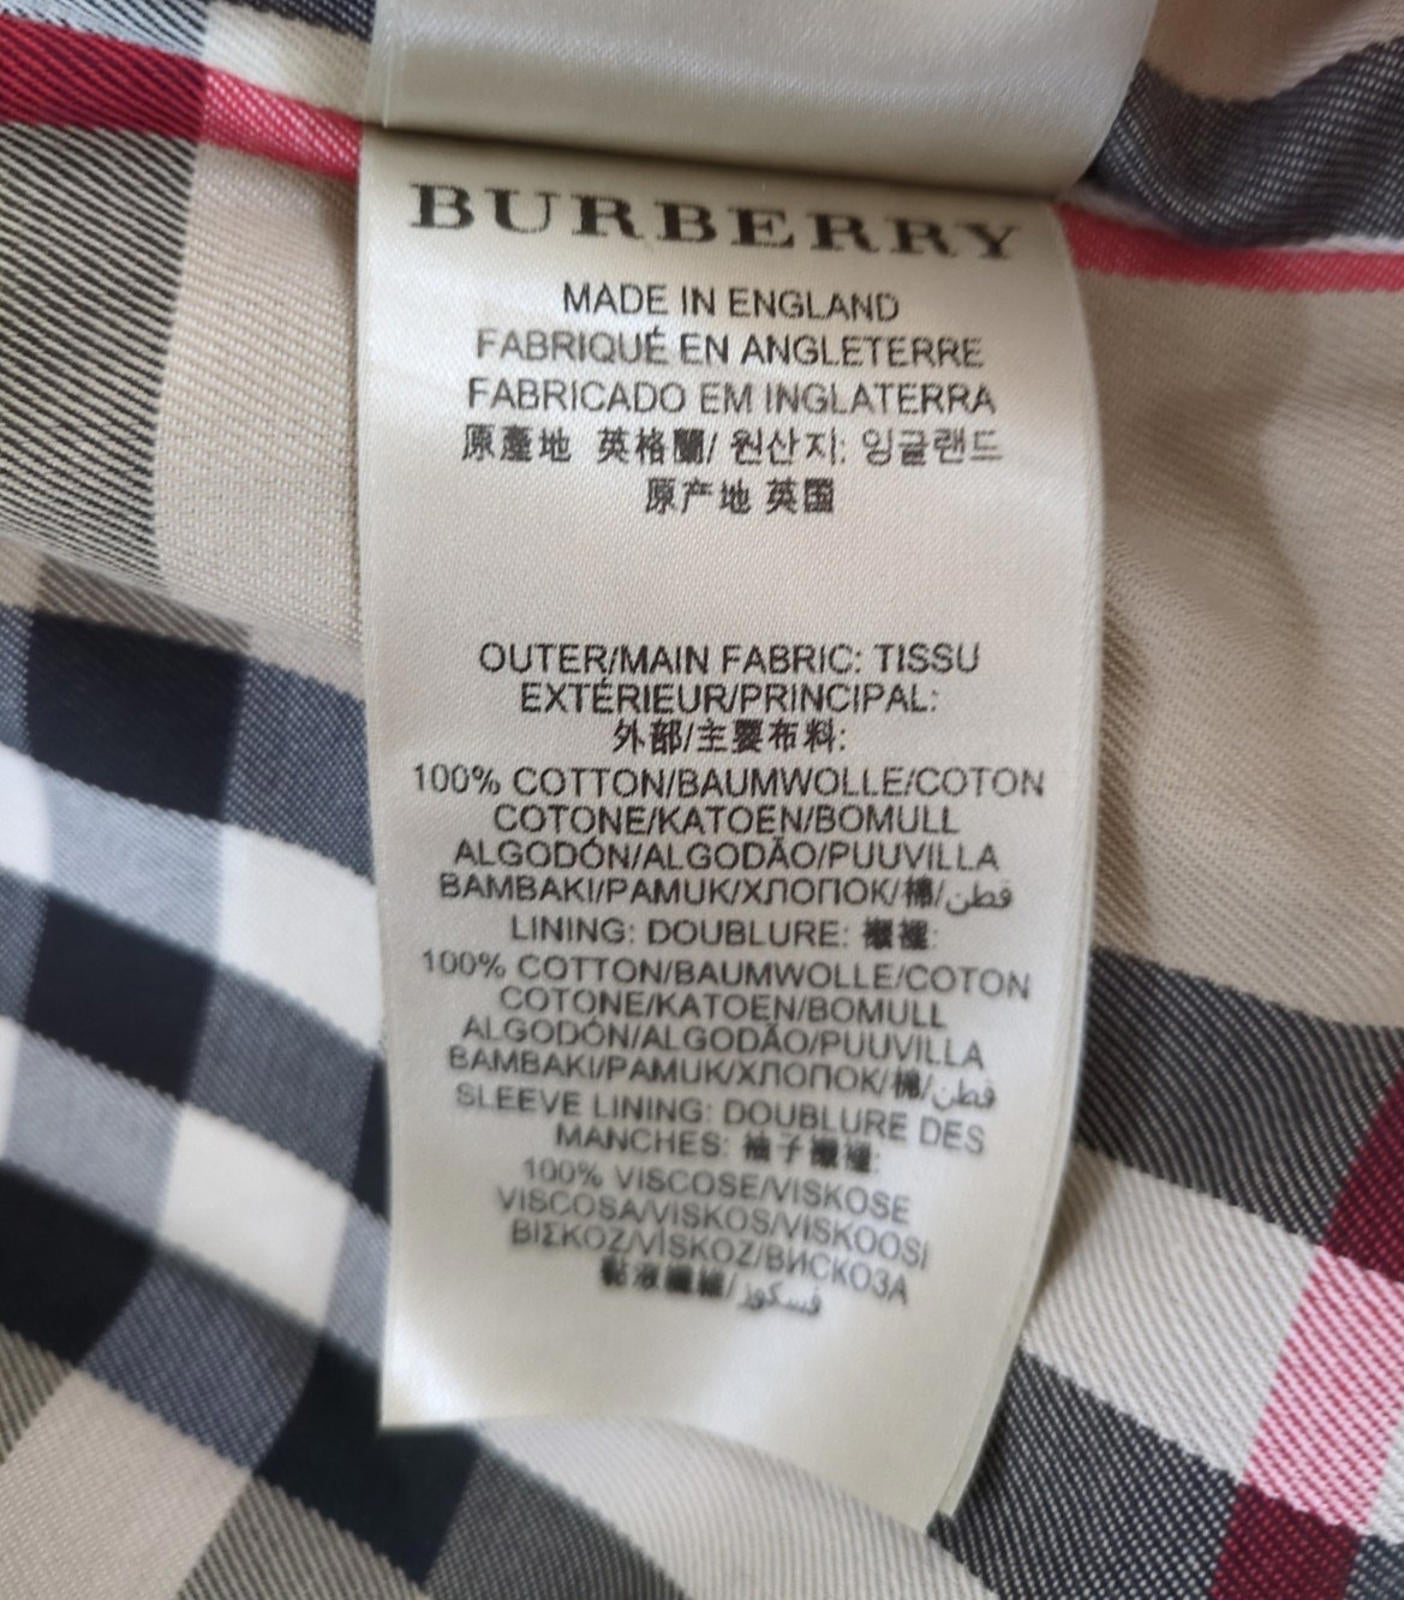 BURBERRY
MADE IN ENGLAND
FABRIQUÉ EN ANGLETERRE
FABRICADO EM INGLATERRA
原產地 英格蘭/ 원산지: 잉글랜드
原产地 英国
OUTER/MAIN FABRIC: TISSU
EXTÉRIEUR/PRINCIPAL:
外部/主要布料:
100% COTTON/BAUMWOLLE/COTON
COTONE/KATOEN/BOMULL
ALGODÓN/ALGODÃO/PUUVILLA
BAMBAKI/PAMUK/ХЛОПОК/棉/قطن
LINING: DOUBLURE: 襯裡:
100% COTTON/BAUMWOLLE/COTON
COTONE/KATOEN/BOMULL
ALGODÓN/ALGODÃO/PUUVILLA
BAMBAKI/PAMUK/ХЛОПОК/棉/قطن
SLEEVE LINING: DOUBLURE DES
MANCHES: 袖子襯裡:
100% VISCOSE/VISKOSE
VISCOSA/VISKOS/VISKOOSI
ΒΙΣΚΟΖ/VİSKOZ/ВИСКОЗА
黏液纖維/فسكوز